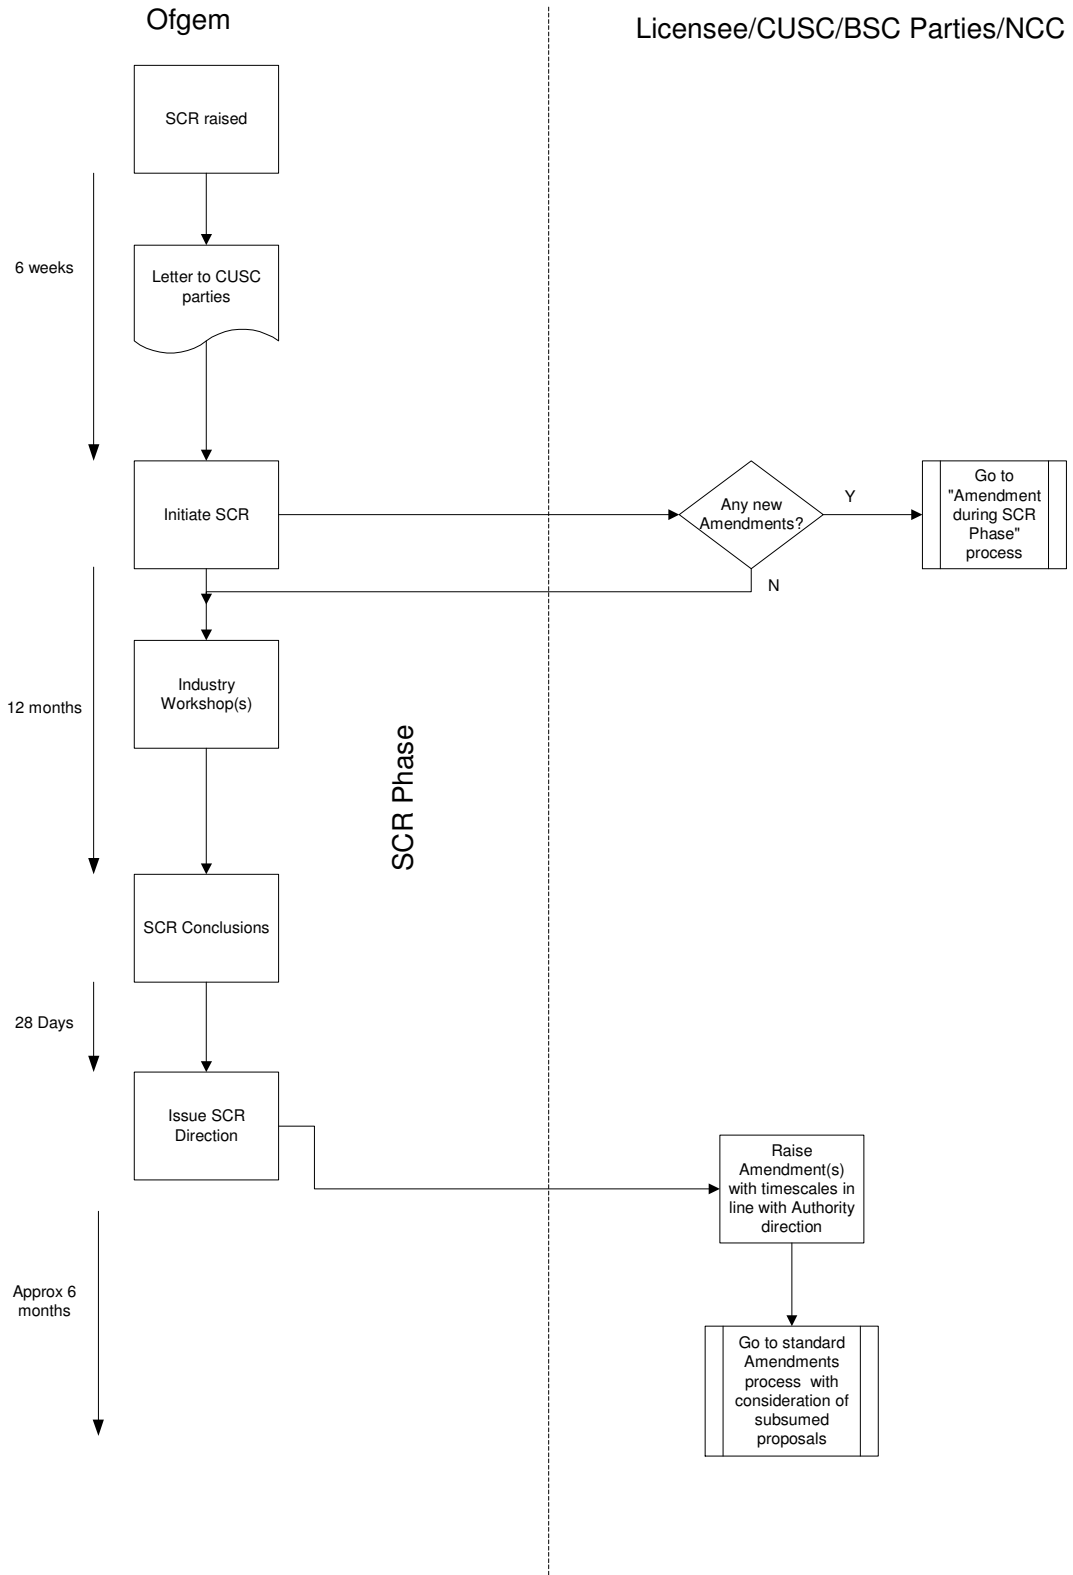 Ofgem
Licensee/CUSC/BSC Parties/NCC
SCR raised
6 weeks
Letter to CUSC
parties
Initiate SCR
Any new
Amendments?
Y
Go to
"Amendment
during SCR
Phase"
process
N
Industry
Workshop(s)
12 months
SCR Phase
SCR Conclusions
28 Days
Issue SCR
Direction
Raise
Amendment(s)
with timescales in
line with Authority
direction
Approx 6
months
Go to standard
Amendments
process with
consideration of
subsumed
proposals